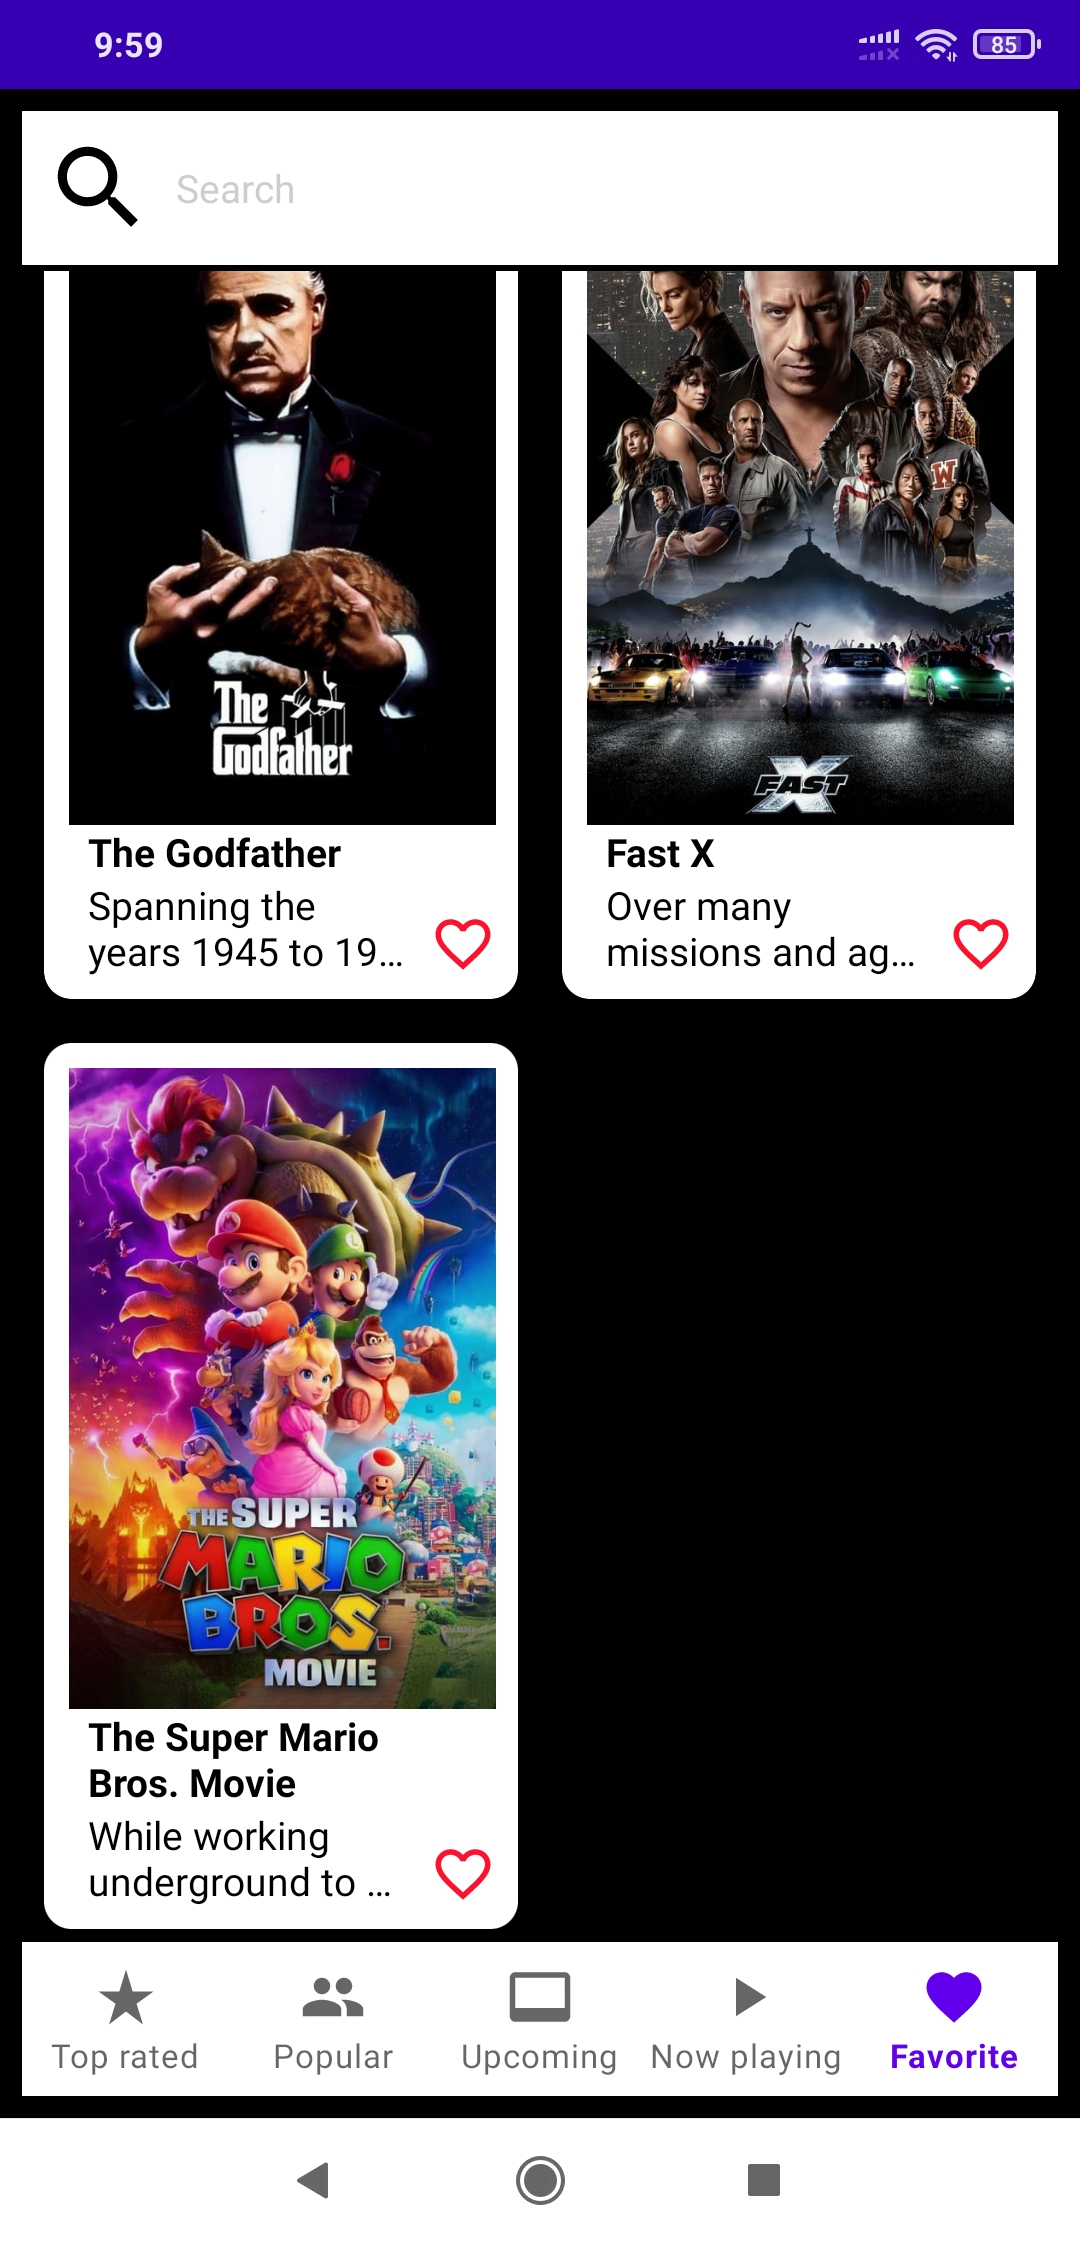 9:59
85
Search
The
Godfather
FAST
X
W
The Godfather
Fast X
Spanning the
years 1945 to 19...
Over many
missions and ag...
THE SUPER
MARIO
BROS.
MOVIE
The Super Mario
Bros. Movie
While working
underground to ...
Top rated
Popular
Upcoming
Now playing
Favorite